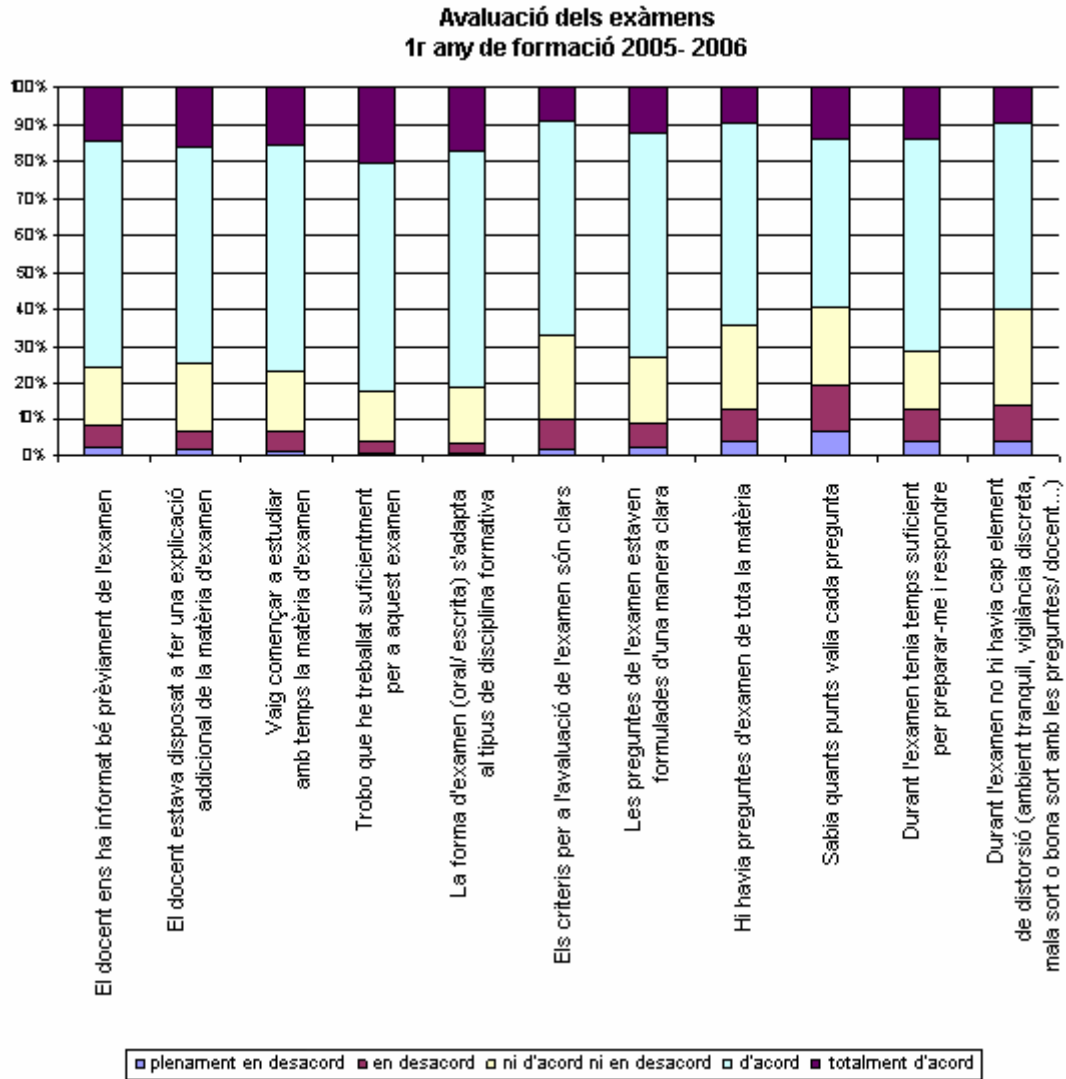 Avaluació dels exàmens
1r any de formació 2005- 2006
100%
90%
80%
70%
60%
50%
40%
30%
20%
10%
0%
El docent ens ha informat bé prèviament de l'examen
El docent estava disposat a fer una explicació
addicional de la matèria d'examen
Vaig començar a estudiar
amb temps la matèria d'examen
Trobo que he treballat suficientment
per a aquest examen
La forma d'examen (oral/ escrita) s'adapta
al tipus de disciplina formativa
Els criteris per a l'avaluació de l'examen són clars
Les preguntes de l'examen estaven
formulades d'una manera clara
Hi havia preguntes d'examen de tota la matèria
Sabia quants punts valia cada pregunta
Durant l'examen tenia temps suficient
per preparar-me i respondre
Durant l'examen no hi havia cap element
de distorsió (ambient tranquil, vigilància discreta,
mala sort o bona sort amb les preguntes/ docent...)
plenament en desacord en desacord ni d'acord ni en desacord d'acord totalment d'acord